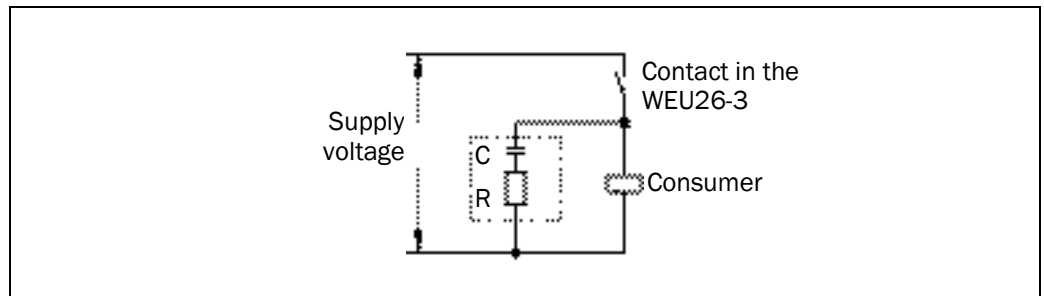 Contact in the
WEU26-3
Supply
voltage
C
R
Consumer